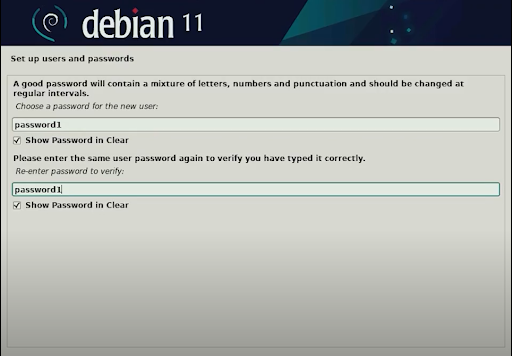 debian 11
Set up users and passwords
A good password will contain a mixture of letters, numbers and punctuation and should be changed at
regular intervals.
Choose a password for the new user:
password1
Show Password in Clear
Please enter the same user password again to verify you have typed it correctly.
Re-enter password to verify:
password1
Show Password in Clear